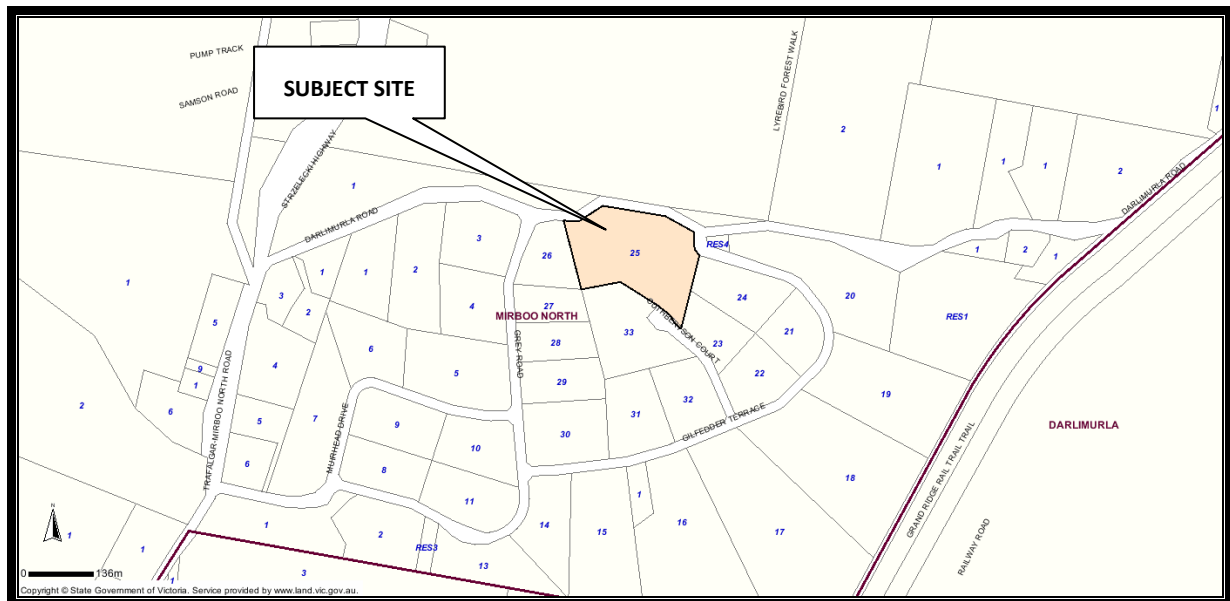 PUMP TRACK
SAMSON ROAD
SUBJECT SITE
STRZELECKI HIGHWAY
LYREBIRD FOREST WALK
2
1
1
1
2
1
DARLIMURLA ROAD
1
DARLIMURLA ROAD
3
26
25
RES4
1
2
1
1
1
1
2
4
27
24
20
RES1
3
2
MIRBOO NORTH
CUTHBERTSON COURT
5
33
21
28
23
GREY ROAD
6
5
9
1
4
29
22
19
TRAFALGAR-MIRBOO NORTH ROAD
2
6
5
7
MUIRHEAD DRIVE
9
31
32
GILFEDDER TERRACE
DARLIMURLA
30
10
6
8
18
GRAND RIDGE RAIL TRAIL TRAIL
11
1
14
15
16
17
1
2
RES3
13
1
1
N
RAILWAY ROAD
0 136m
1
3
Copyright © State Government of Victoria. Service provided by www.land.vic.gov.au.